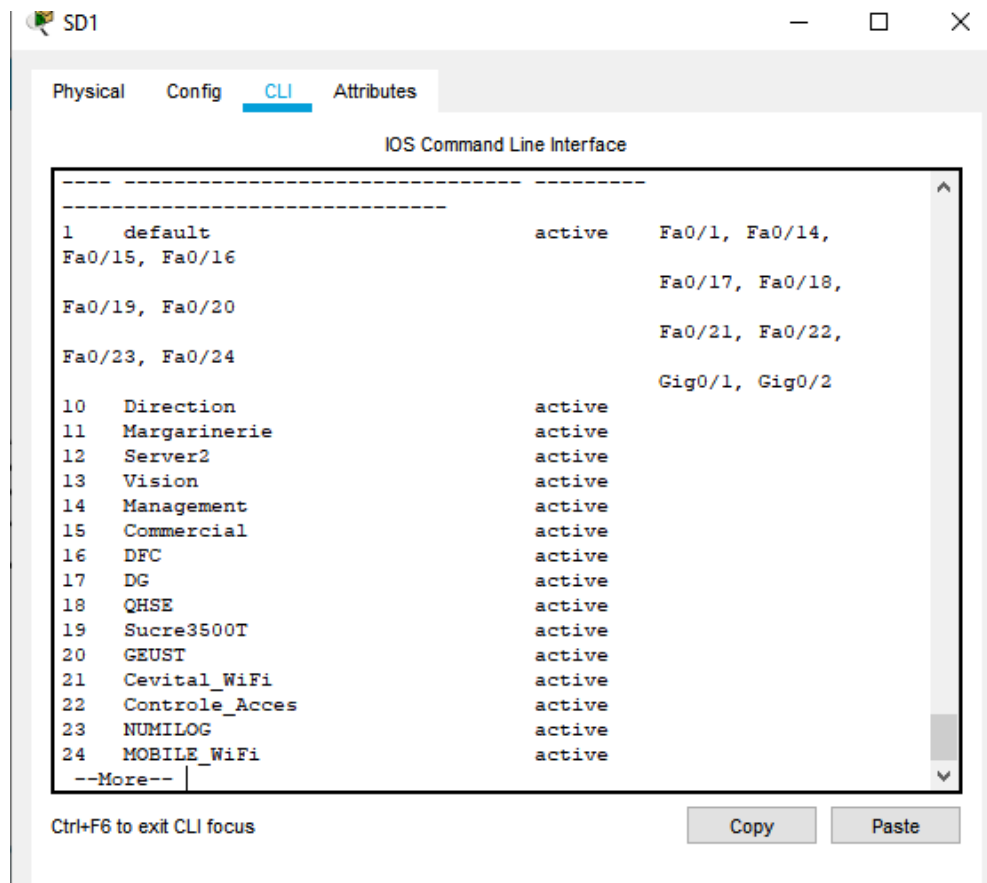 SD1
Physical Config CLI Attributes
IOS Command Line Interface
---- -------------------------------- ---------
-------------------------------
1    default                          active    Fa0/1, Fa0/14,
Fa0/15, Fa0/16
                                                Fa0/17, Fa0/18,
Fa0/19, Fa0/20
                                                Fa0/21, Fa0/22,
Fa0/23, Fa0/24
                                                Gig0/1, Gig0/2
10   Direction                        active
11   Margarinerie                     active
12   Server2                          active
13   Vision                           active
14   Management                       active
15   Commercial                       active
16   DFC                              active
17   DG                               active
18   QHSE                             active
19   Sucre3500T                       active
20   GEUST                            active
21   Cevital_WiFi                     active
22   Controle_Acces                   active
23   NUMILOG                          active
24   MOBILE_WiFi                      active
 --More--
Ctrl+F6 to exit CLI focus
Copy Paste